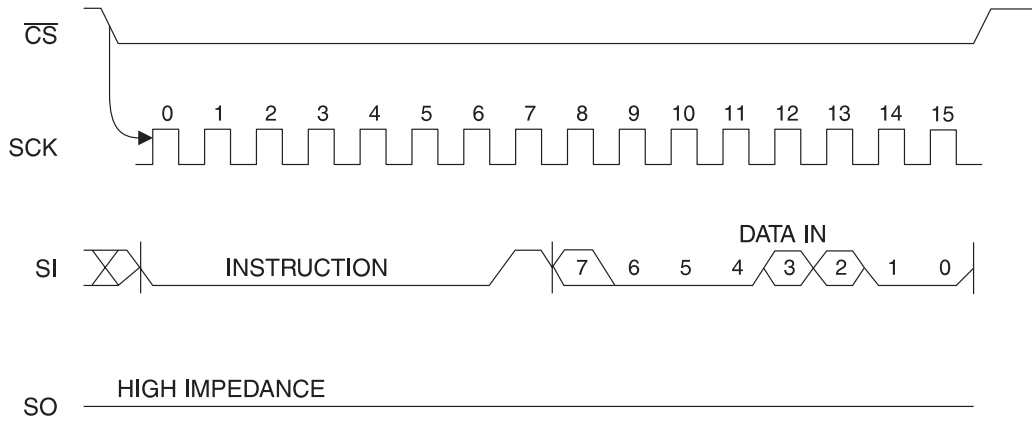 CS
0 1 2 3 4 5 6 7 8 9 10 11 12 13 14 15
SCK
DATA IN
SI INSTRUCTION 7 6 5 4 3 2 1 0
HIGH IMPEDANCE
SO